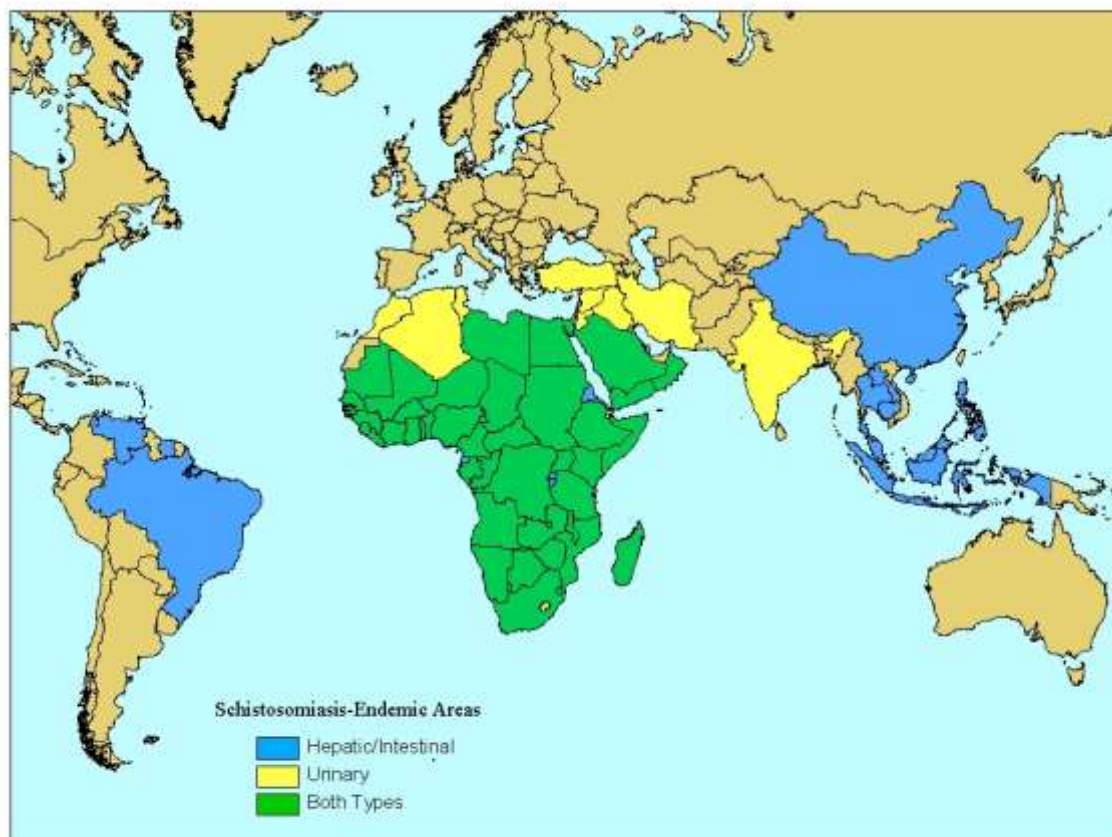 Schistosomiasis-Endemic Areas
Hepatic/Intestinal
Urinary
Both Types